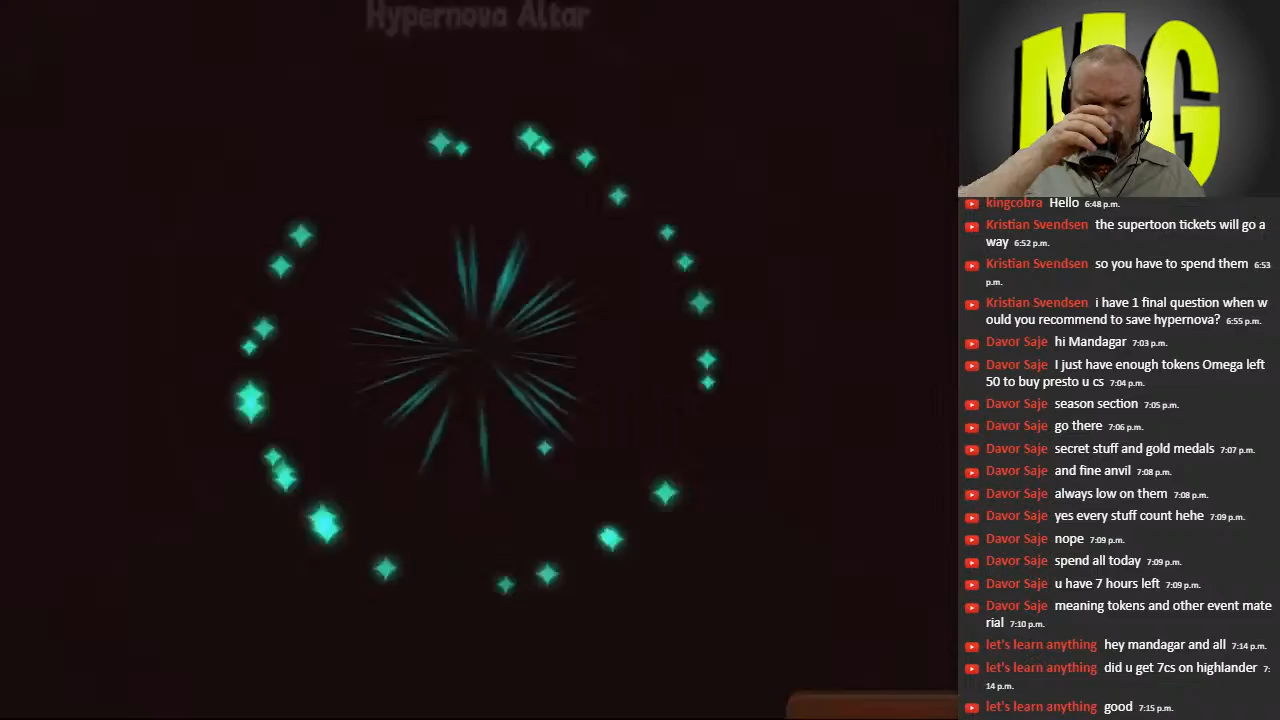 Hypernova Altar
MG
kingcobra Hello 6:48 p.m.
Kristian Svendsen the supertoon tickets will go a
way 6:52 p.m.
Kristian Svendsen so you have to spend them 6:53
p.m.
Kristian Svendsen i have 1 final question when w
ould you recommend to save hypernova? 6:55 p.m.
Davor Saje hi Mandagar 7:03 p.m.
Davor Saje I just have enough tokens Omega left
50 to buy presto u cs 7:04 p.m.
Davor Saje season section 7:05 p.m.
Davor Saje go there 7:06 p.m.
Davor Saje secret stuff and gold medals 7:07 p.m.
Davor Saje and fine anvil 7:08 p.m.
Davor Saje always low on them 7:08 p.m.
Davor Saje yes every stuff count hehe 7:09 p.m.
Davor Saje nope 7:09 p.m.
Davor Saje spend all today 7:09 p.m.
Davor Saje u have 7 hours left 7:09 p.m.
Davor Saje meaning tokens and other event mate
rial 7:10 p.m.
let's learn anything hey mandagar and all 7:14 p.m.
let's learn anything did u get 7cs on highlander 7:
14 p.m.
let's learn anything good 7:15 p.m.